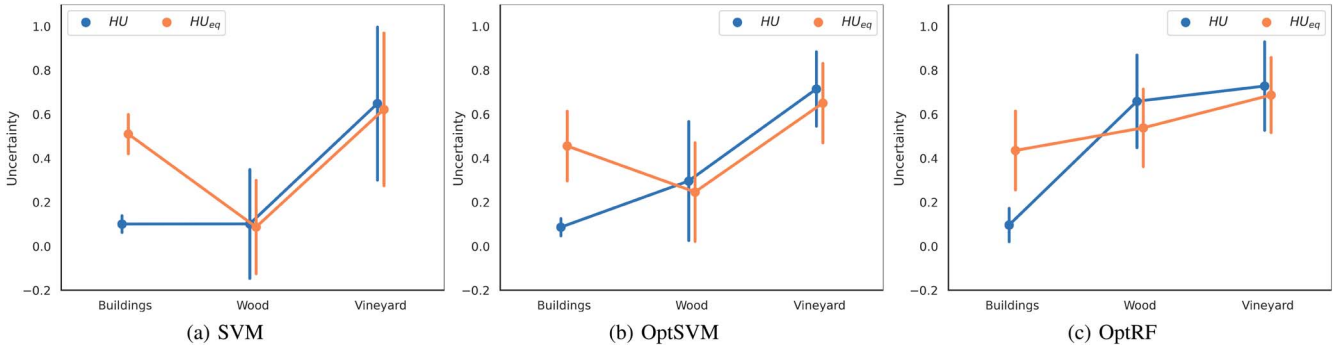 HU HU_eq
Uncertainty
1.0
0.8
0.6
0.4
0.2
0.0
−0.2
Buildings Wood Vineyard
(a) SVM
HU HU_eq
Uncertainty
1.0
0.8
0.6
0.4
0.2
0.0
−0.2
Buildings Wood Vineyard
(b) OptSVM
HU HU_eq
Uncertainty
1.0
0.8
0.6
0.4
0.2
0.0
−0.2
Buildings Wood Vineyard
(c) OptRF